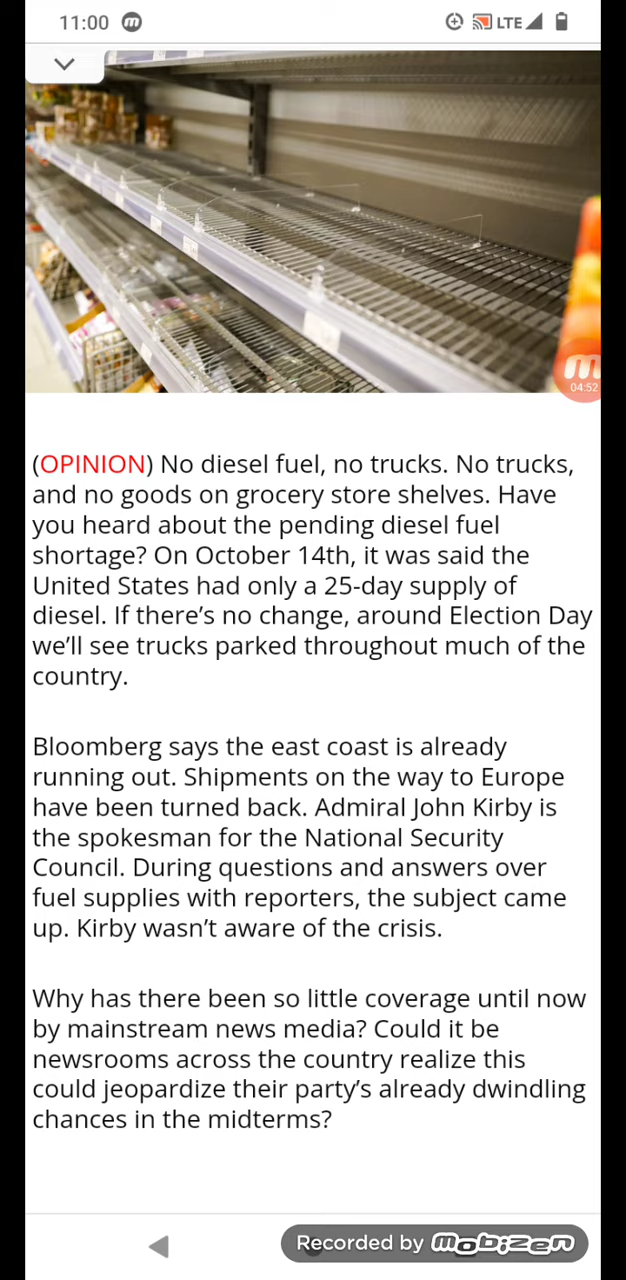 11:00
LTE
04:52
(OPINION) No diesel fuel, no trucks. No trucks,
and no goods on grocery store shelves. Have
you heard about the pending diesel fuel
shortage? On October 14th, it was said the
United States had only a 25-day supply of
diesel. If there’s no change, around Election Day
we’ll see trucks parked throughout much of the
country.
Bloomberg says the east coast is already
running out. Shipments on the way to Europe
have been turned back. Admiral John Kirby is
the spokesman for the National Security
Council. During questions and answers over
fuel supplies with reporters, the subject came
up. Kirby wasn’t aware of the crisis.
Why has there been so little coverage until now
by mainstream news media? Could it be
newsrooms across the country realize this
could jeopardize their party’s already dwindling
chances in the midterms?
Recorded by mobizen